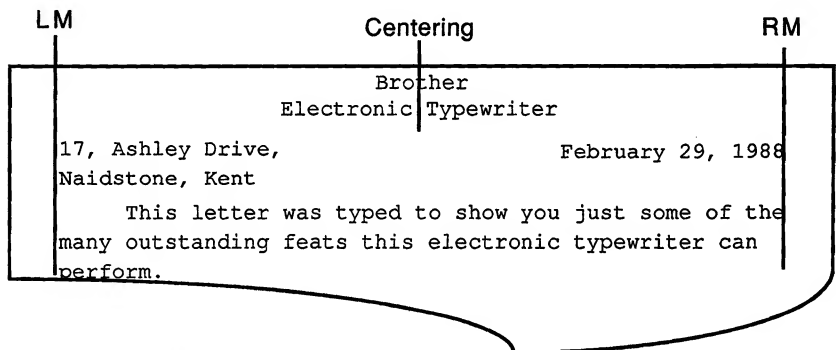 LM Centering RM
Brother
Electronic Typewriter
17, Ashley Drive, February 29, 1988
Naidstone, Kent
This letter was typed to show you just some of the
many outstanding feats this electronic typewriter can
perform.